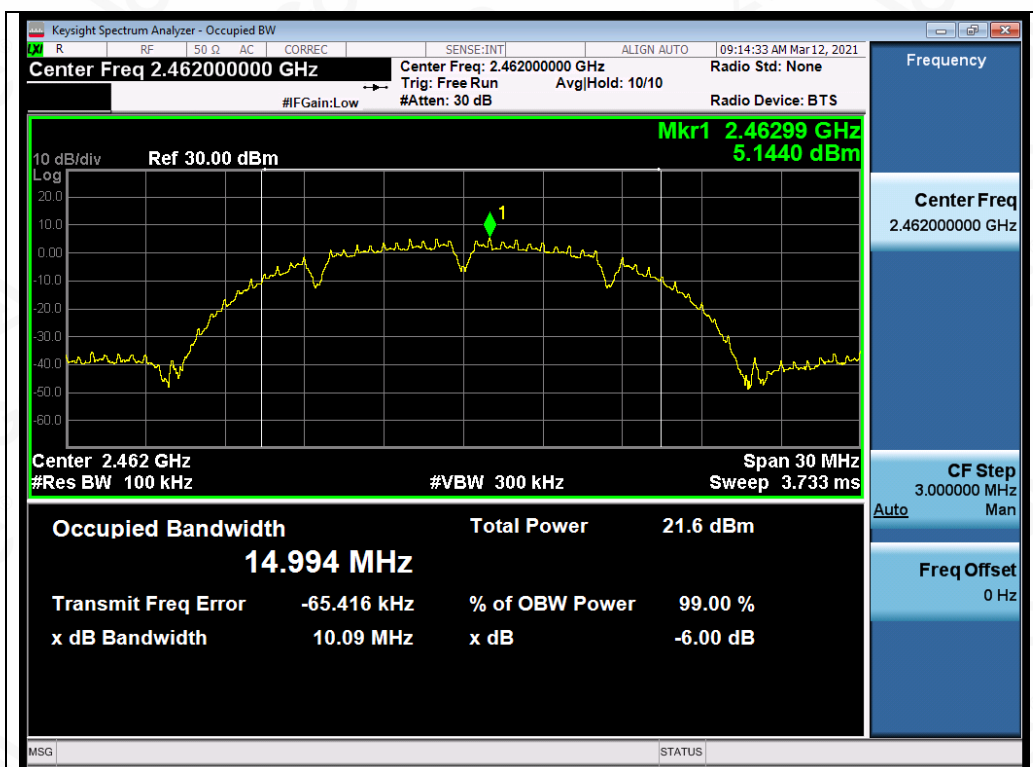 Keysight Spectrum Analyzer - Occupied BW
LXI R RF 50 Ω AC CORREC SENSE:INT ALIGN AUTO 09:14:33 AM Mar 12, 2021
Center Freq 2.462000000 GHz
Center Freq: 2.462000000 GHz Radio Std: None
Trig: Free Run Avg|Hold: 10/10
#IFGain:Low #Atten: 30 dB Radio Device: BTS
Mkr1 2.46299 GHz
5.1440 dBm
10 dB/div Ref 30.00 dBm
Log
20.0
10.0
1
0.00
-10.0
-20.0
-30.0
-40.0
-50.0
-60.0
Center 2.462 GHz Span 30 MHz
#Res BW 100 kHz #VBW 300 kHz Sweep 3.733 ms
Occupied Bandwidth Total Power 21.6 dBm
14.994 MHz
Transmit Freq Error -65.416 kHz % of OBW Power 99.00 %
x dB Bandwidth 10.09 MHz x dB -6.00 dB
Frequency
Center Freq
2.462000000 GHz
CF Step
3.000000 MHz
Auto Man
Freq Offset
0 Hz
MSG STATUS